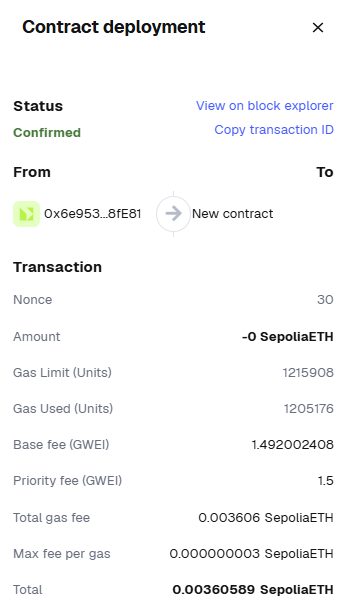 Contract deployment
Status
View on block explorer
Confirmed
Copy transaction ID
From To
0x6e953...8fE81 New contract
Transaction
Nonce 30
Amount -0 SepoliaETH
Gas Limit (Units) 1215908
Gas Used (Units) 1205176
Base fee (GWEI) 1.492002408
Priority fee (GWEI) 1.5
Total gas fee 0.003606 SepoliaETH
Max fee per gas 0.000000003 SepoliaETH
Total 0.00360589 SepoliaETH